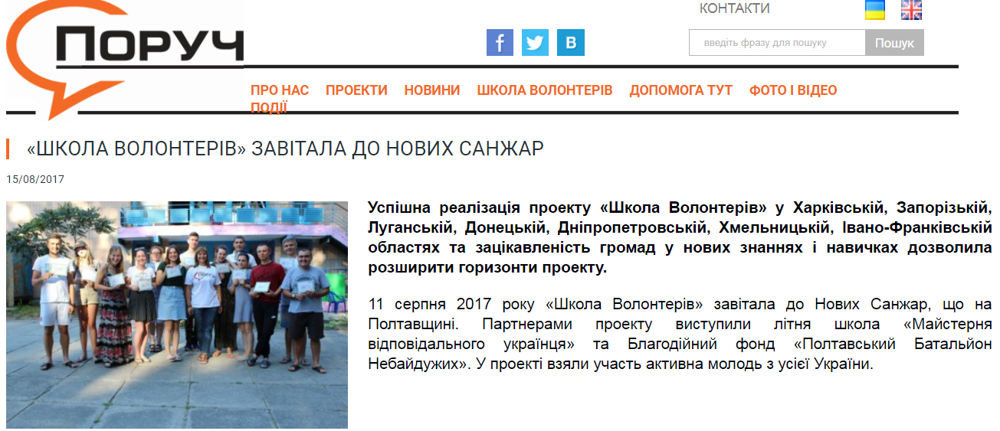 КОНТАКТИ
ПОРУЧ
введіть фразу для пошуку
Пошук
ПРО НАС ПРОЕКТИ НОВИНИ ШКОЛА ВОЛОНТЕРІВ ДОПОМОГА ТУТ ФОТО І ВІДЕО
ПОДІЇ
«ШКОЛА ВОЛОНТЕРІВ» ЗАВІТАЛА ДО НОВИХ САНЖАР
15/08/2017
Успішна реалізація проекту «Школа Волонтерів» у Харківській, Запорізькій,
Луганській, Донецькій, Дніпропетровській, Хмельницькій, Івано-Франківській
областях та зацікавленість громад у нових знаннях і навичках дозволила
розширити горизонти проекту.
11 серпня 2017 року «Школа Волонтерів» завітала до Нових Санжар, що на
Полтавщині. Партнерами проекту виступили літня школа «Майстерня
відповідального українця» та Благодійний фонд «Полтавський Батальйон
Небайдужих». У проекті взяли участь активна молодь з усієї України.